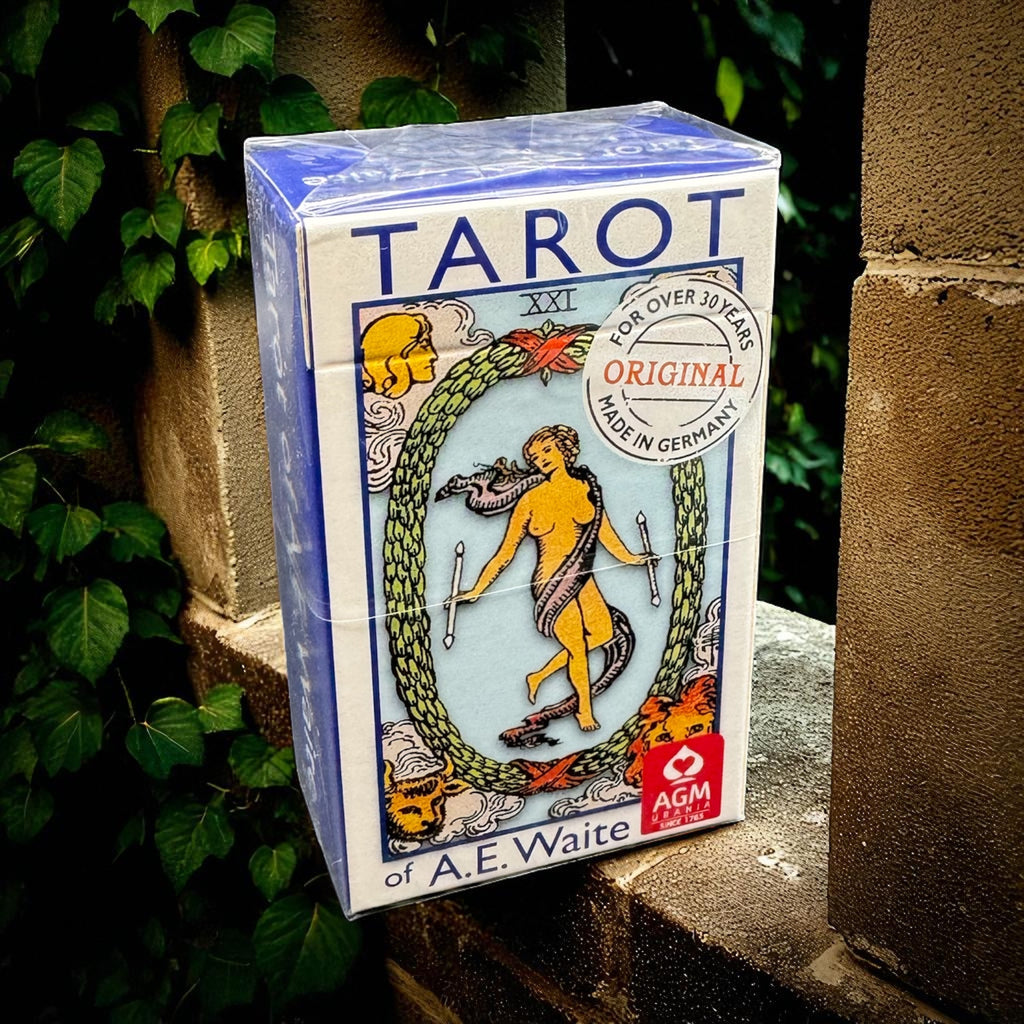 TAROT
XXI
FOR OVER 30 YEARS
ORIGINAL
MADE IN GERMANY
AGM
URANIA
SINCE 1765
of A.E. Waite